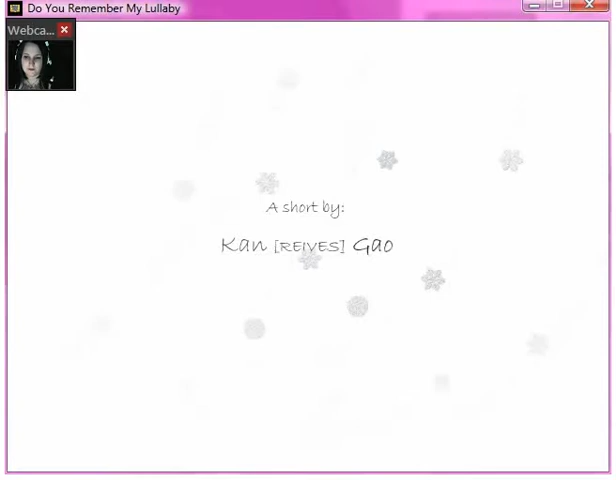 Do You Remember My Lullaby
Webca...
A short by:
Kan [REIVES] Gao